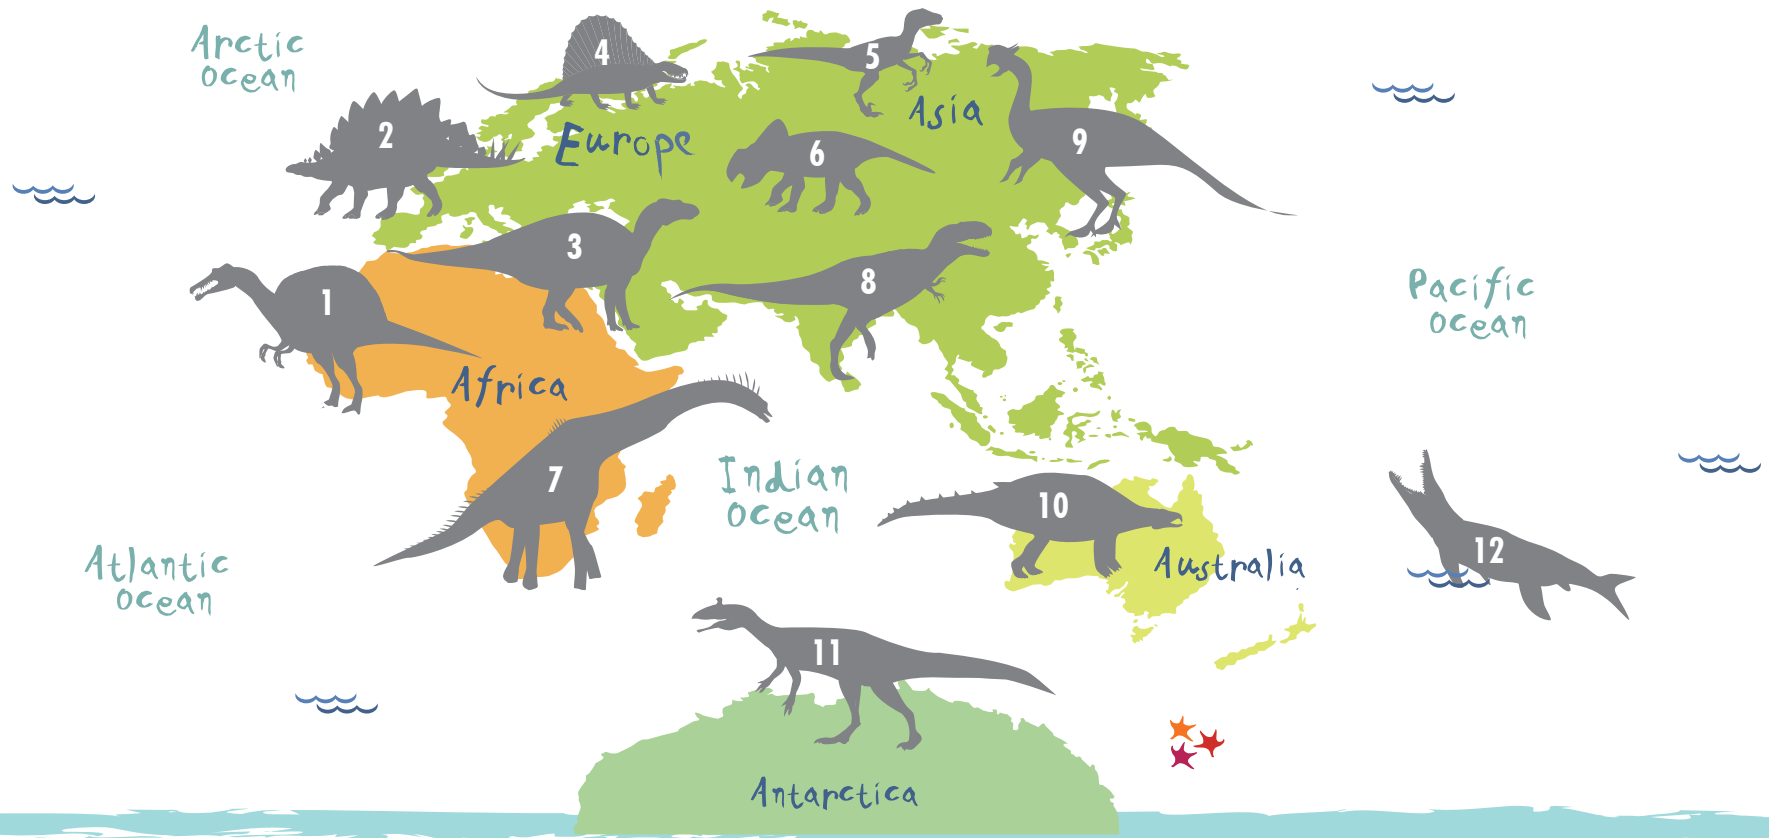 Arctic
ocean
4
5
2
Europe
Asia
6
9
3
1
8
Pacific
ocean
Africa
7
Indian
ocean
10
Atlantic
ocean
Australia
12
11
Antarctica